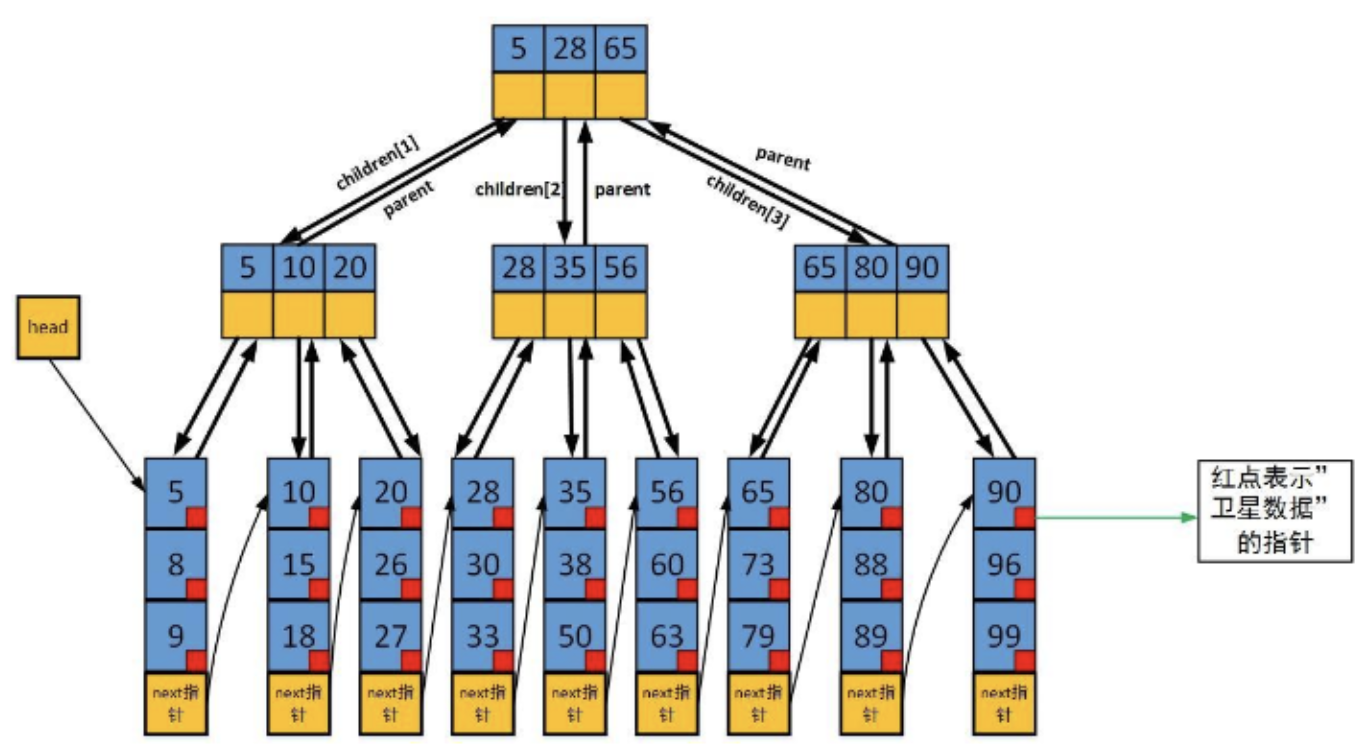 5 28 65
children[1]
parent
children[2]
parent
parent
children[3]
5 10 20
28 35 56
65 80 90
head
5 10 20 28 35 56 65 80 90
8 15 26 30 38 60 73 88 96
9 18 27 33 50 63 79 89 99
next指 next指 next指 next指 next指 next指 next指 next指 next指
针 针 针 针 针 针 针 针 针
红点表示”
卫星数据”
的指针